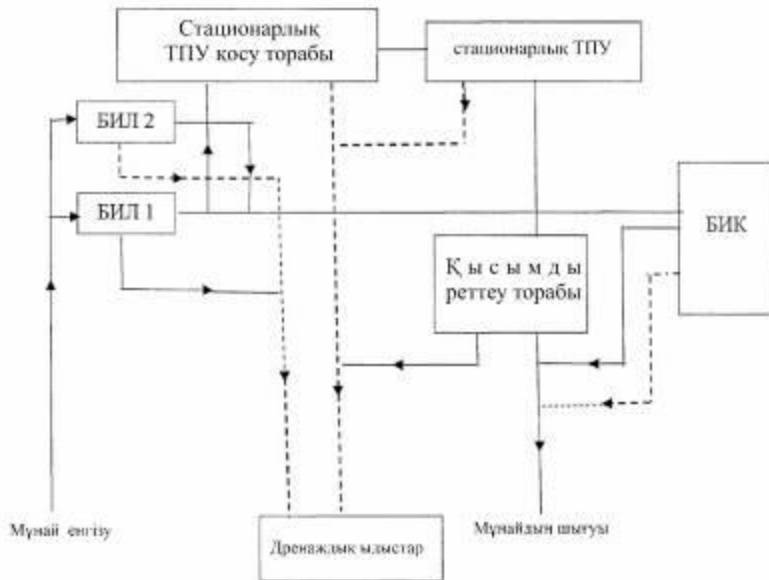 Стационарлық
ТПУ қосу торабы
стационарлық ТПУ
БИЛ 2
БИЛ 1
БИК
Қ ы с ы м д ы
реттеу торабы
Мұнай енгізу
Дренаждық ыдыстар
Мұнайдың шығуы